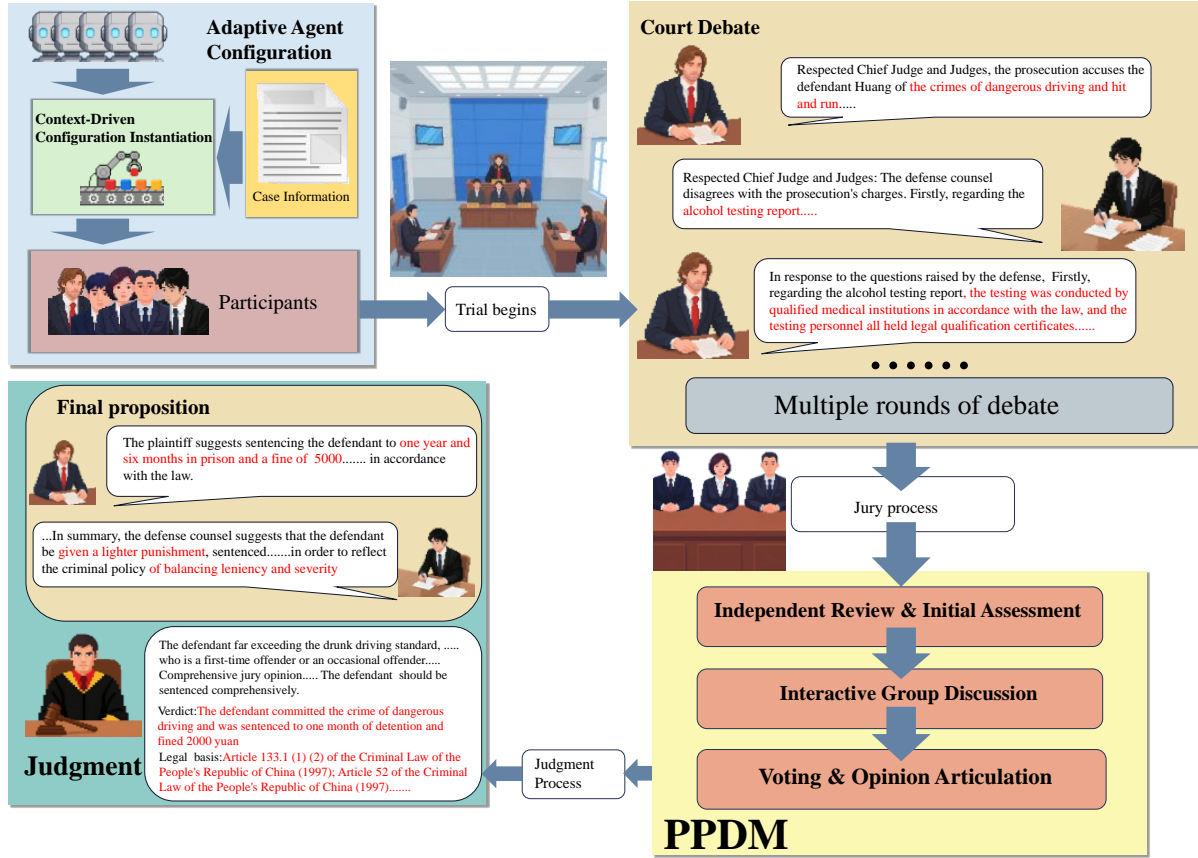 Adaptive Agent
Configuration
Context-Driven
Configuration Instantiation
Case Information
Participants
Trial begins
Court Debate
Respected Chief Judge and Judges, the prosecution accuses the
defendant Huang of the crimes of dangerous driving and hit
and run.....
Respected Chief Judge and Judges: The defense counsel
disagrees with the prosecution's charges. Firstly, regarding the
alcohol testing report.....
In response to the questions raised by the defense, Firstly,
regarding the alcohol testing report, the testing was conducted by
qualified medical institutions in accordance with the law, and the
testing personnel all held legal qualification certificates......
● ● ● ● ● ●
Multiple rounds of debate
Jury process
Independent Review & Initial Assessment
Interactive Group Discussion
Voting & Opinion Articulation
PPDM
Judgment
Process
Final proposition
The plaintiff suggests sentencing the defendant to one year and
six months in prison and a fine of 5000....... in accordance
with the law.
...In summary, the defense counsel suggests that the defendant
be given a lighter punishment, sentenced.......in order to reflect
the criminal policy of balancing leniency and severity
Judgment
The defendant far exceeding the drunk driving standard, .....
who is a first-time offender or an occasional offender.....
Comprehensive jury opinion..... The defendant should be
sentenced comprehensively.
Verdict:The defendant committed the crime of dangerous
driving and was sentenced to one month of detention and
fined 2000 yuan
Legal basis:Article 133.1 (1) (2) of the Criminal Law of the
People's Republic of China (1997); Article 52 of the Criminal
Law of the People's Republic of China (1997).......